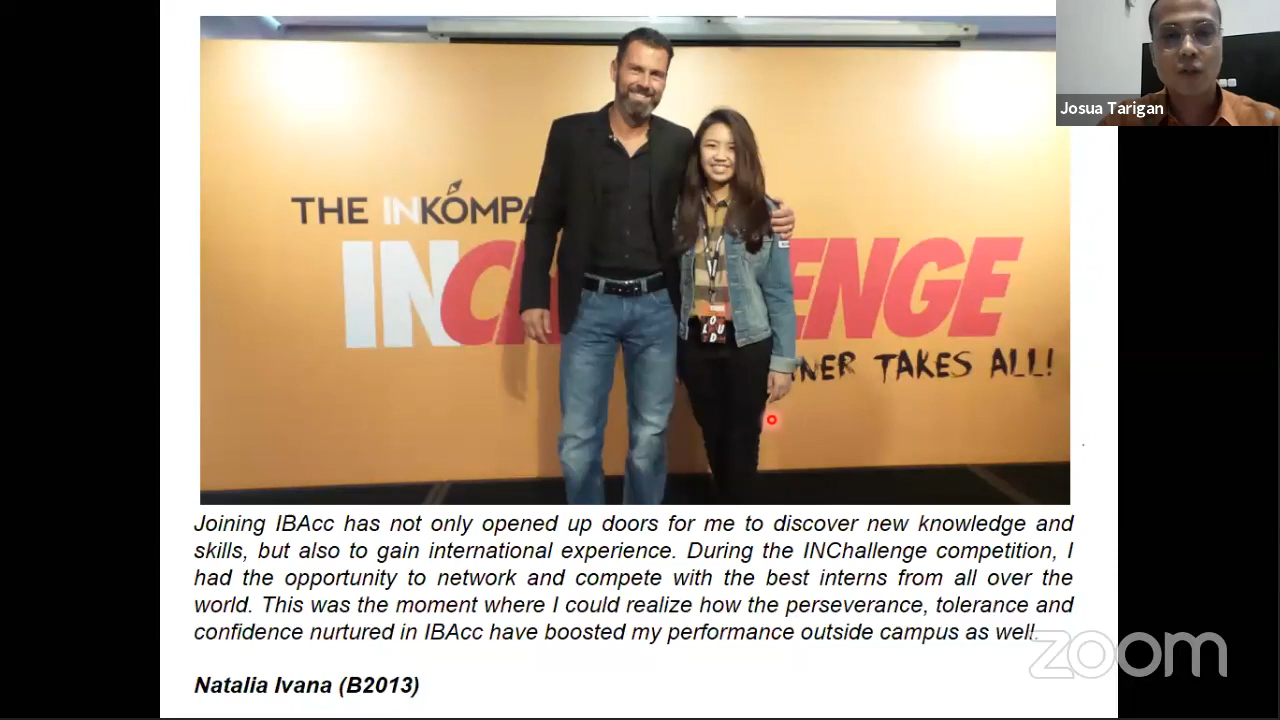 Josua Tarigan
THE INKOMPA
INCH
ENGE
NER TAKES ALL!
LOUD
Joining IBAcc has not only opened up doors for me to discover new knowledge and
skills, but also to gain international experience. During the INChallenge competition, I
had the opportunity to network and compete with the best interns from all over the
world. This was the moment where I could realize how the perseverance, tolerance and
confidence nurtured in IBAcc have boosted my performance outside campus as well.
zoom
Natalia Ivana (B2013)